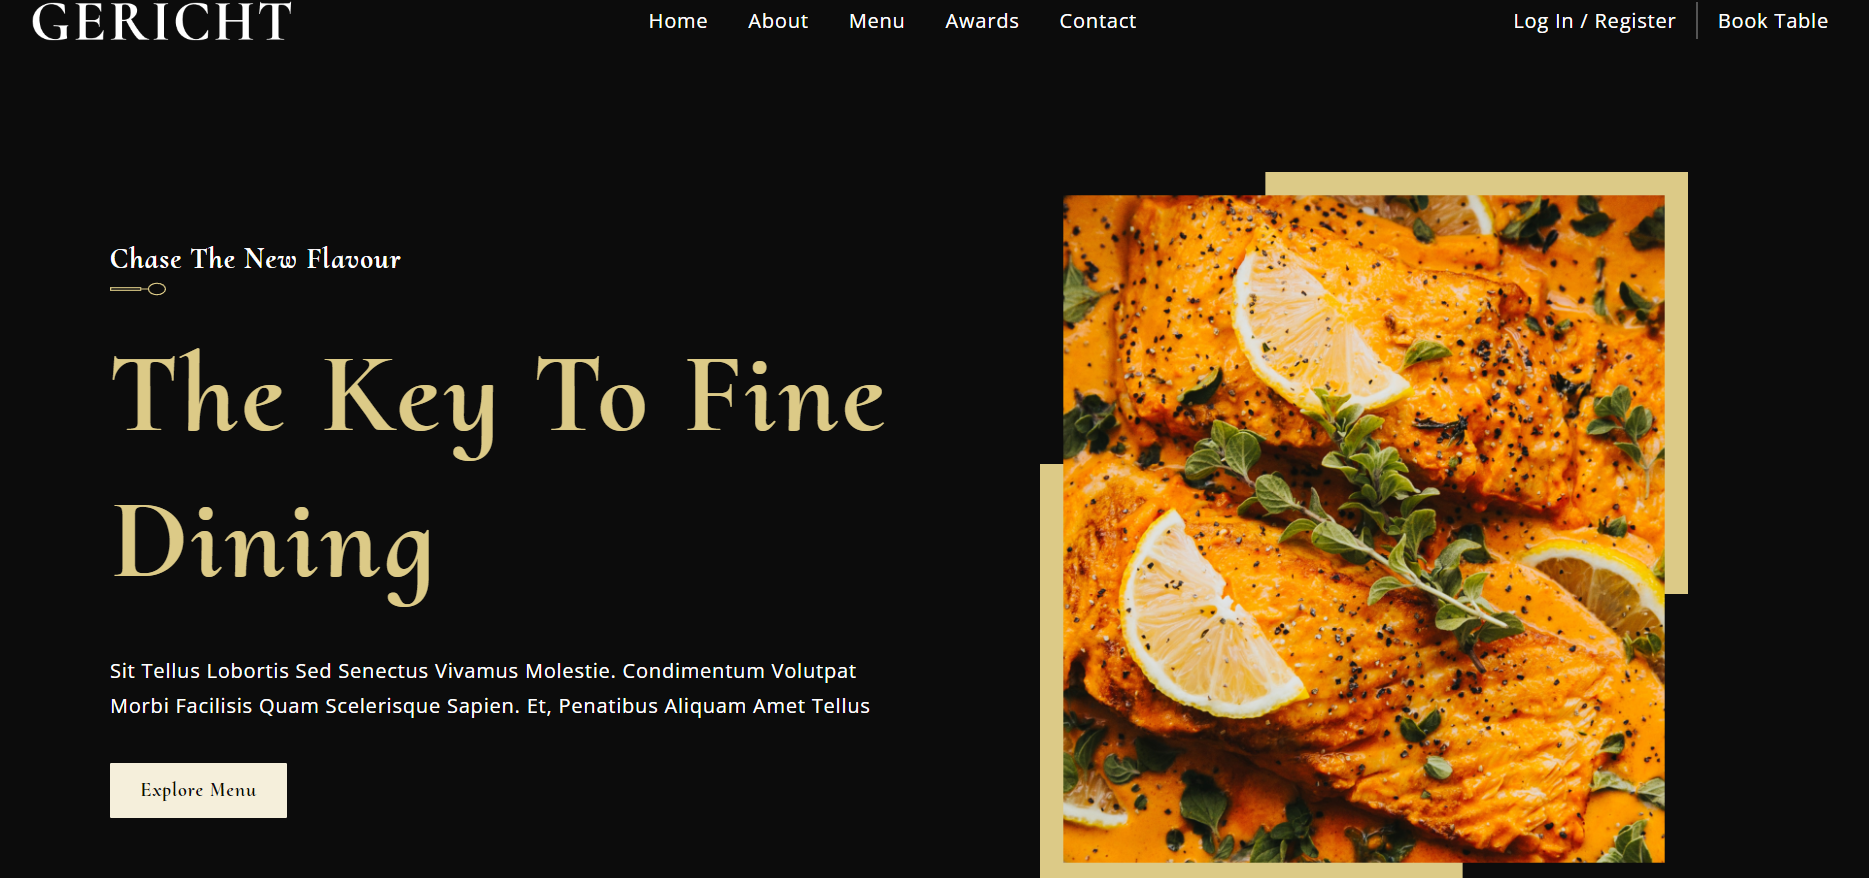 GERICHT
Home About Menu Awards Contact
Log In / Register Book Table
Chase The New Flavour
The Key To Fine
Dining
Sit Tellus Lobortis Sed Senectus Vivamus Molestie. Condimentum Volutpat
Morbi Facilisis Quam Scelerisque Sapien. Et, Penatibus Aliquam Amet Tellus
Explore Menu